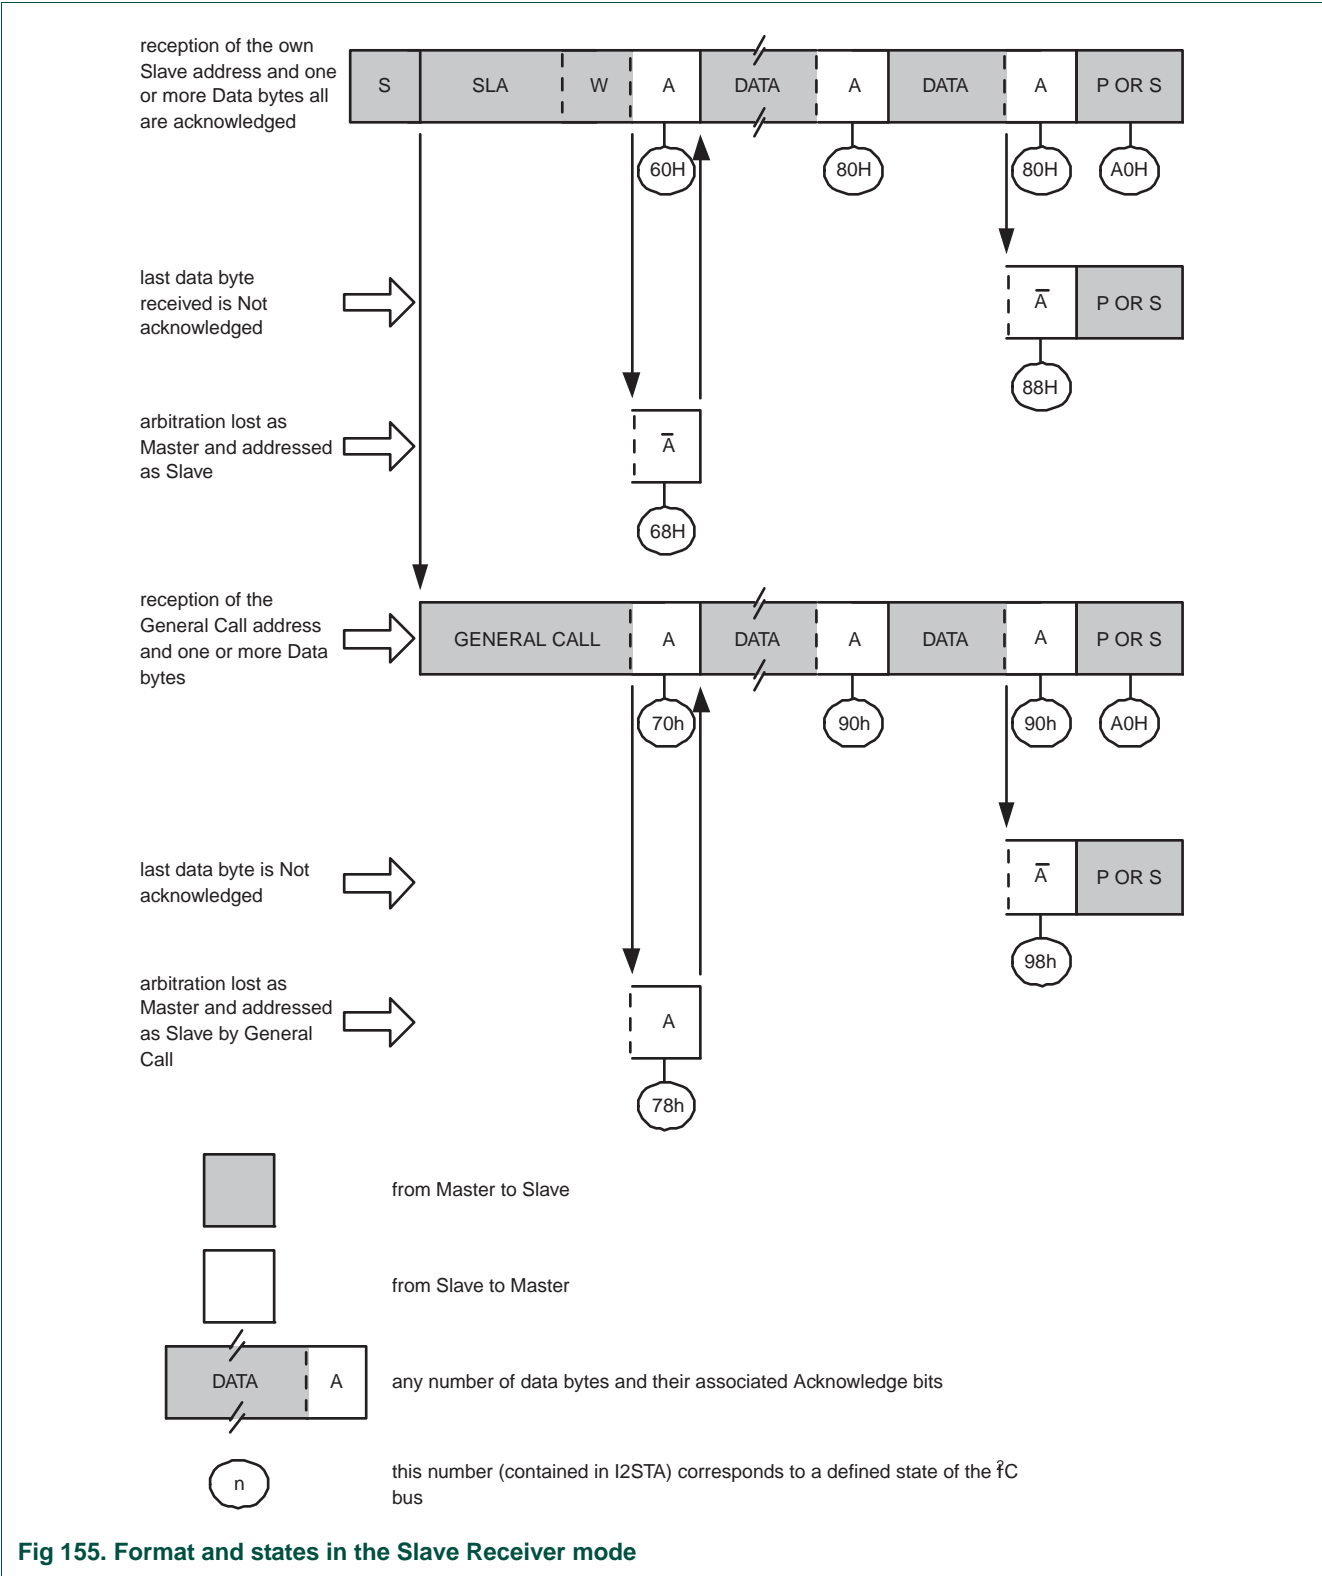 reception of the own
Slave address and one
or more Data bytes all
are acknowledged
S SLA W A DATA A DATA A P OR S
60H 80H 80H A0H
last data byte
received is Not
acknowledged
A̅ P OR S
88H
arbitration lost as
Master and addressed
as Slave
A̅
68H
reception of the
General Call address
and one or more Data
bytes
GENERAL CALL A DATA A DATA A P OR S
70h 90h 90h A0H
last data byte is Not
acknowledged
A̅ P OR S
98h
arbitration lost as
Master and addressed
as Slave by General
Call
A
78h
from Master to Slave
from Slave to Master
DATA A
any number of data bytes and their associated Acknowledge bits
n
this number (contained in I2STA) corresponds to a defined state of the I²C
bus
Fig 155. Format and states in the Slave Receiver mode